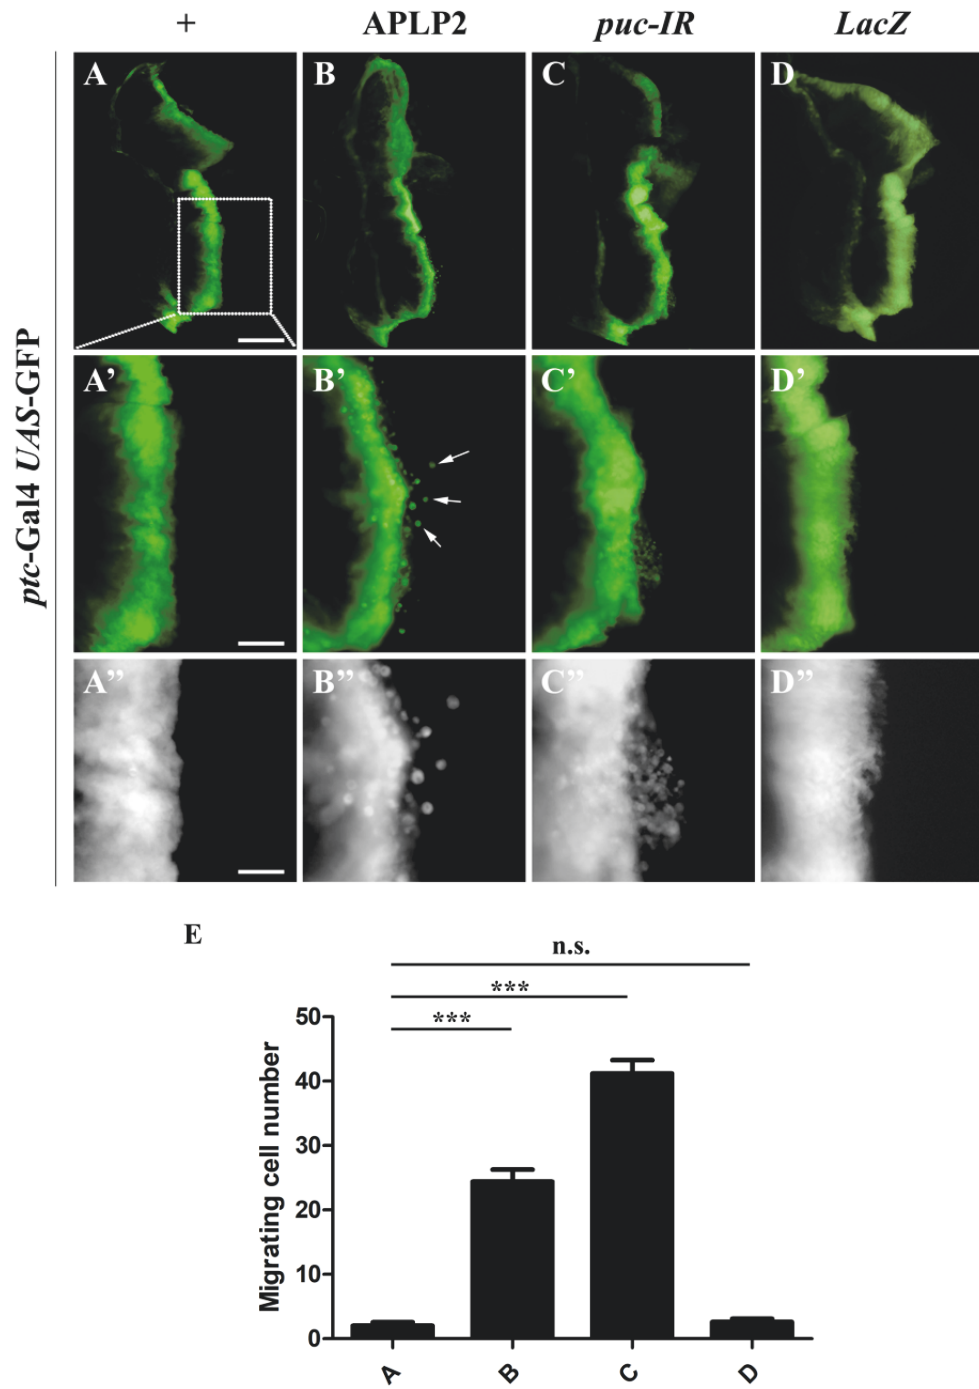 + APLP2 puc-IR LacZ
ptc-Gal4 UAS-GFP
A B C D
A’ B’ C’ D’
A” B” C” D”
E
n.s.
***
***
Migrating cell number
50
40
30
20
10
0
A B C D